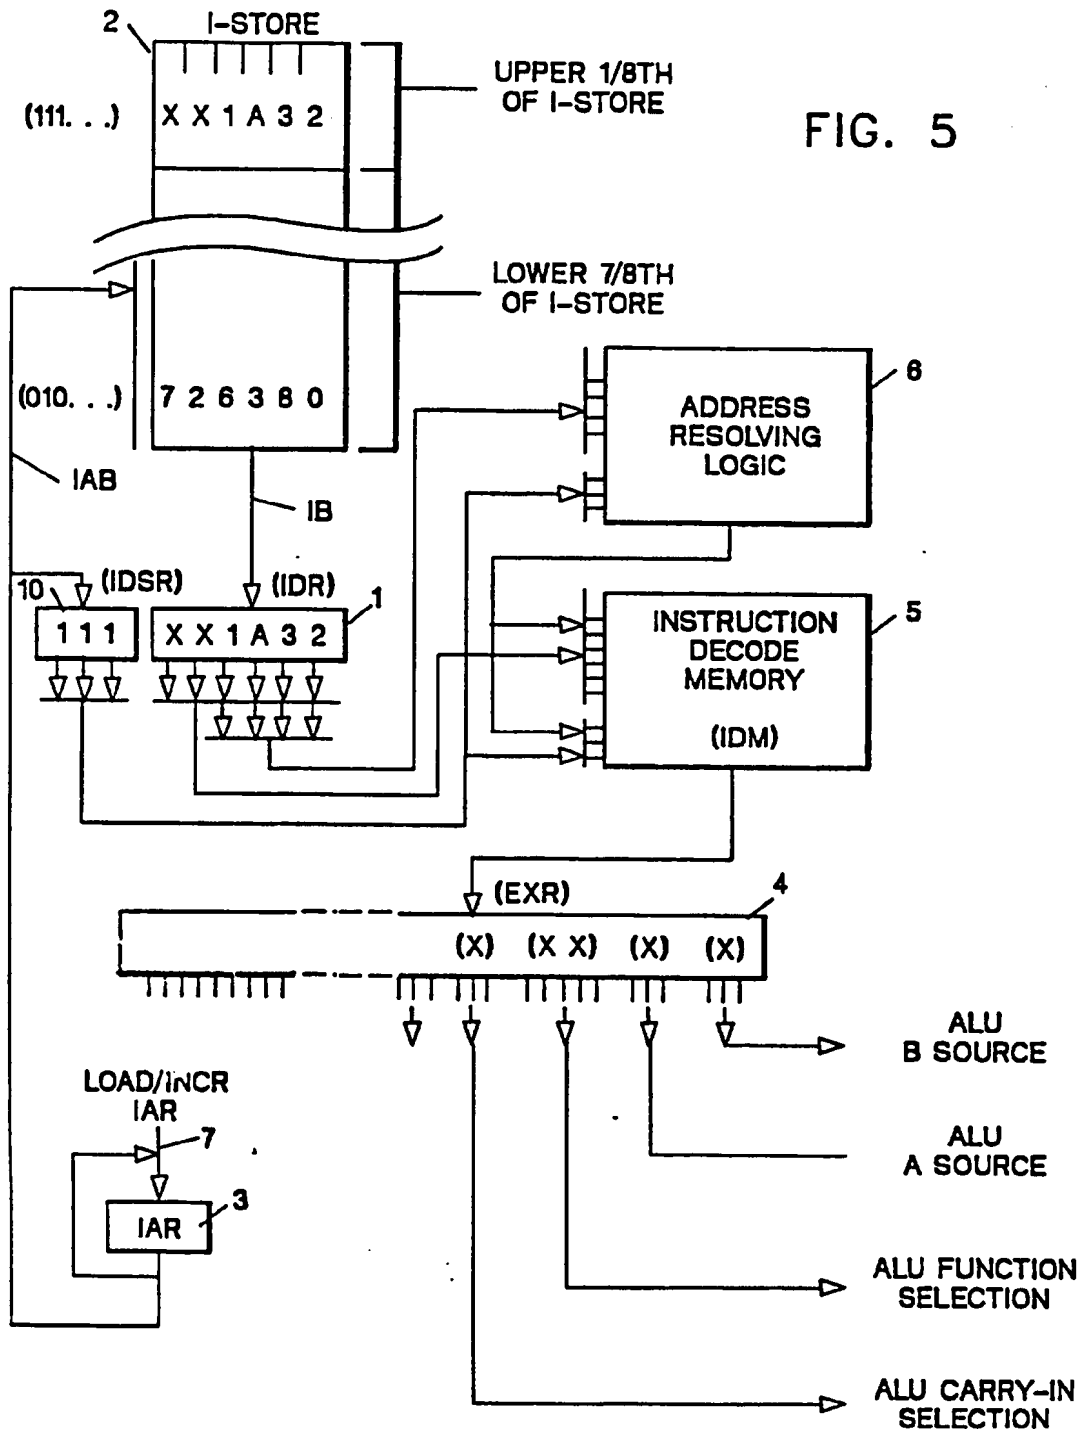 2
I-STORE
UPPER 1/8TH
OF I-STORE
(111. . .)
X X 1 A 3 2
FIG. 5
LOWER 7/8TH
OF I-STORE
(010. . .)
7 2 6 3 8 0
6
ADDRESS
RESOLVING
LOGIC
IAB
IB
10
(IDSR)
(IDR)
1
1 1 1
X X 1 A 3 2
5
INSTRUCTION
DECODE
MEMORY
(IDM)
(EXR)
4
(X) (X X) (X) (X)
ALU
B SOURCE
LOAD/INCR
IAR
7
ALU
A SOURCE
3
IAR
ALU FUNCTION
SELECTION
ALU CARRY-IN
SELECTION